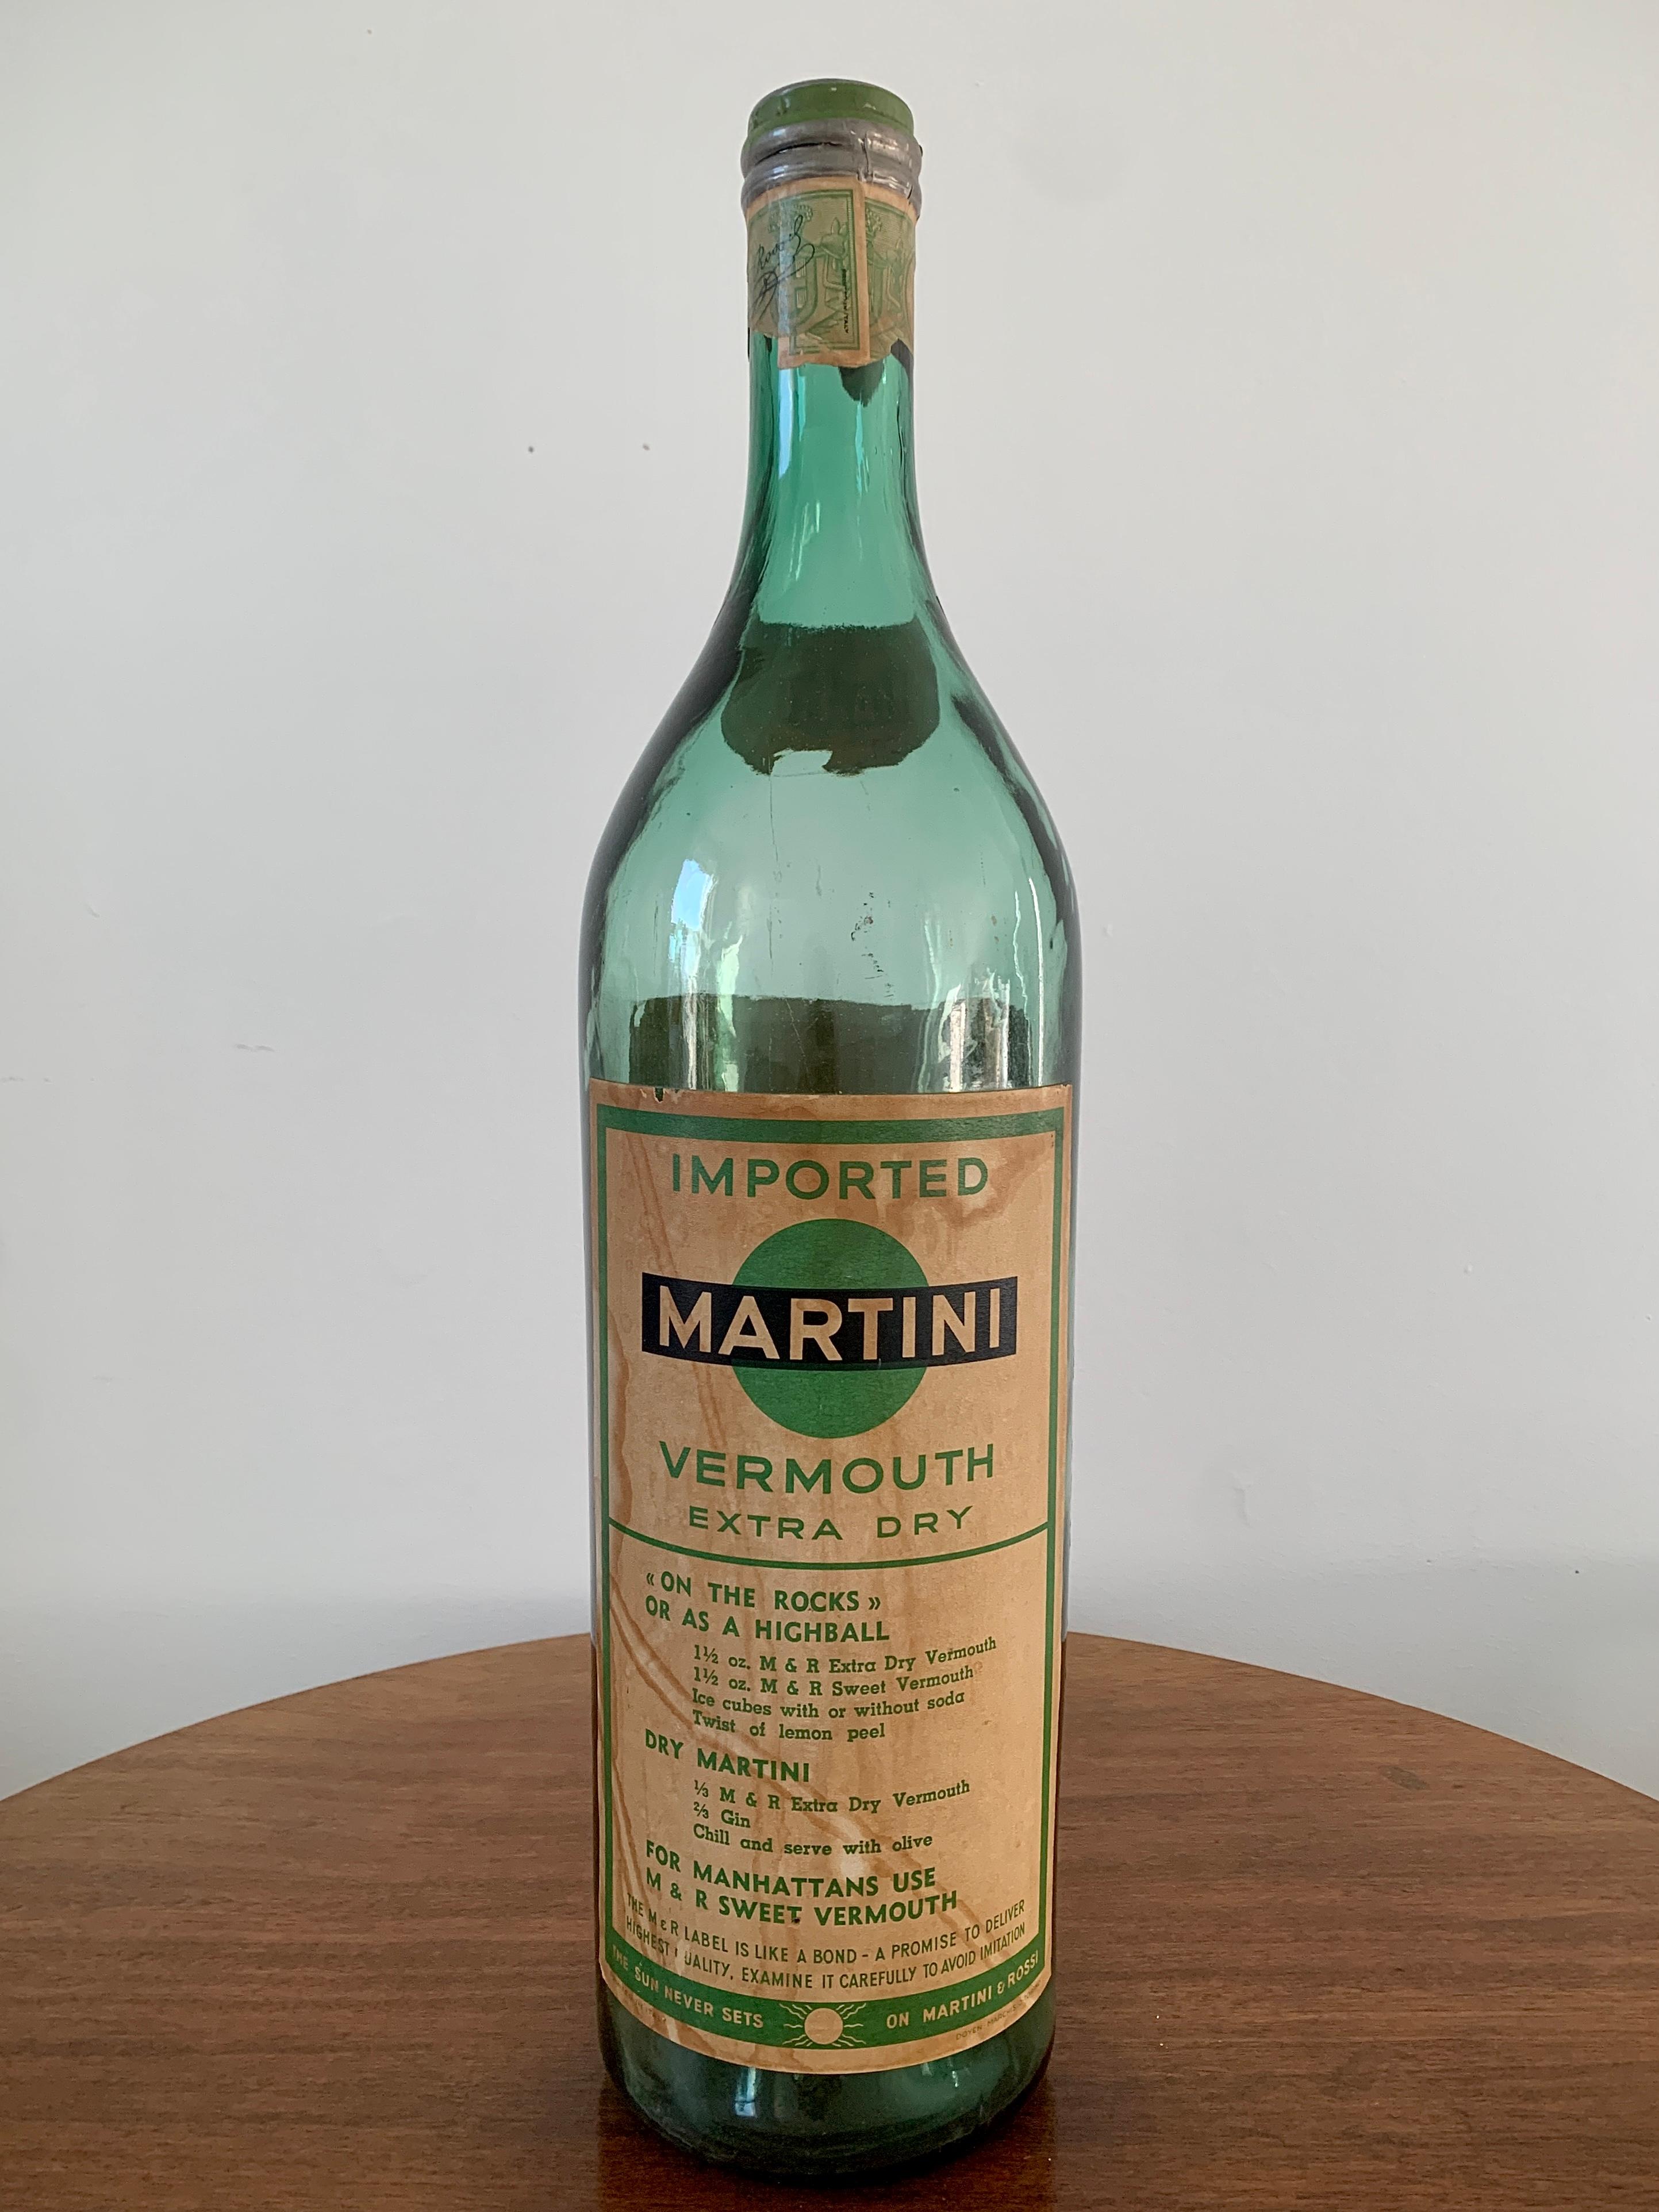 IMPORTED
MARTINI
VERMOUTH
EXTRA DRY
« ON THE ROCKS »
OR AS A HIGHBALL
1½ oz. M & R Extra Dry Vermouth
1½ oz. M & R Sweet Vermouth
Ice cubes with or without soda
Twist of lemon peel
DRY MARTINI
⅓ M & R Extra Dry Vermouth
⅔ Gin
Chill and serve with olive
FOR MANHATTANS USE
M & R SWEET VERMOUTH
THE M & R LABEL IS LIKE A BOND - A PROMISE TO DELIVER
HIGHEST QUALITY, EXAMINE IT CAREFULLY TO AVOID IMITATION
THE SUN NEVER SETS ON MARTINI & ROSSI